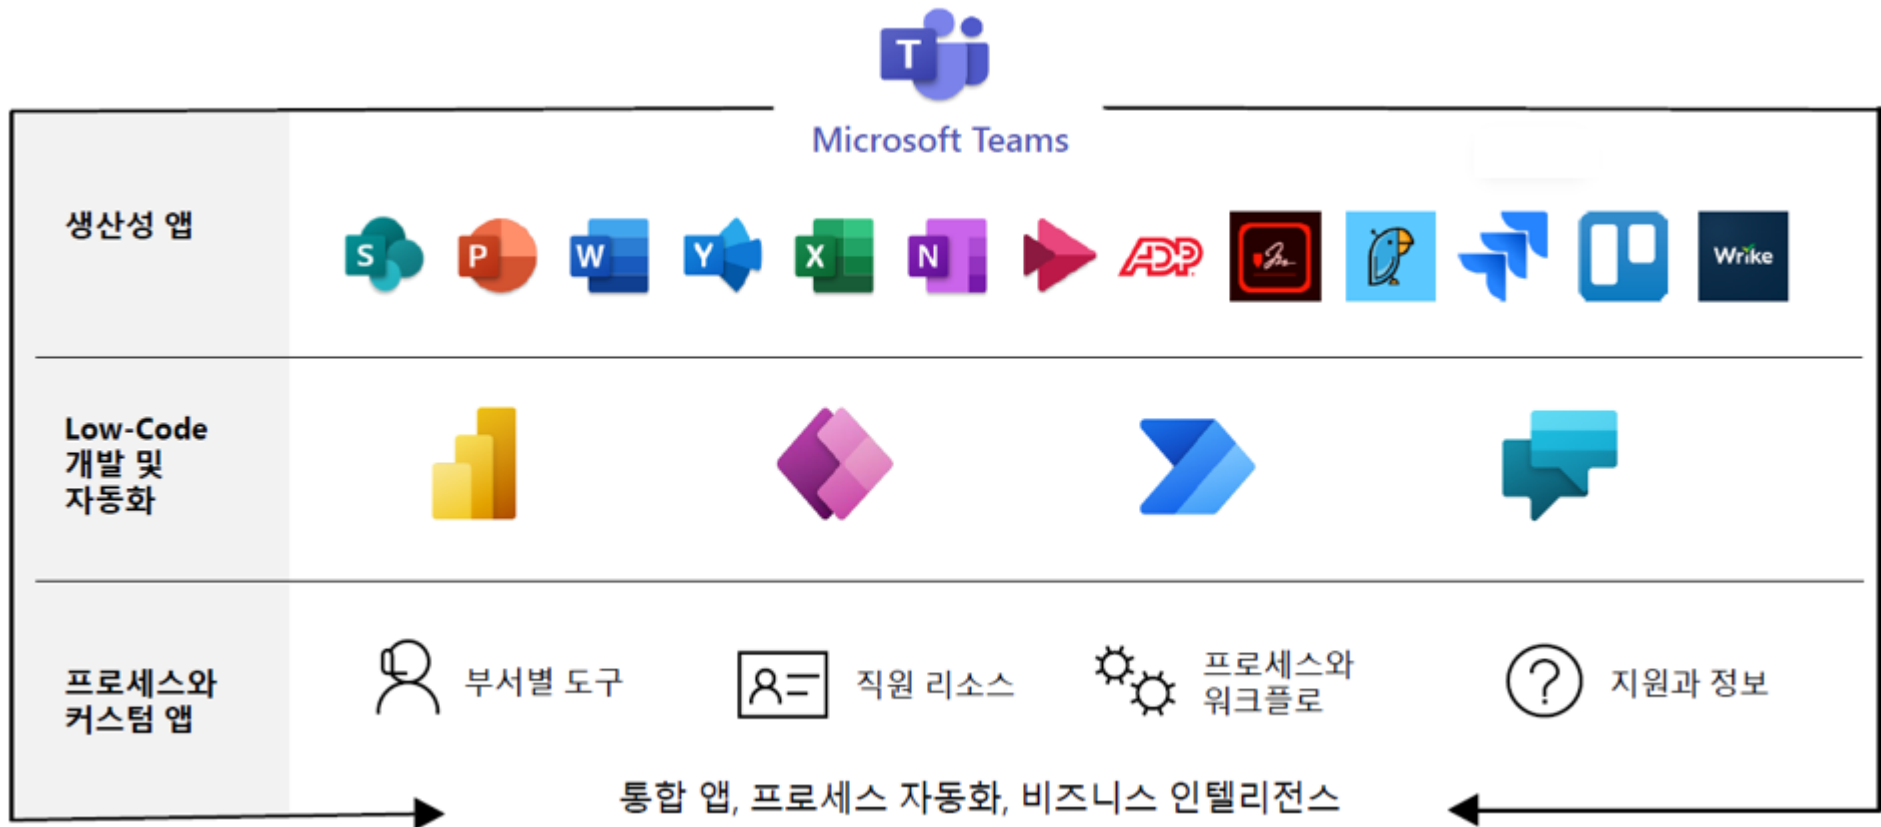 T
Microsoft Teams
생산성 앱
S P W Y X N ADP Wrike
Low-Code
개발 및
자동화
프로세스와
커스텀 앱
부서별 도구
직원 리소스
프로세스와
워크플로
지원과 정보
통합 앱, 프로세스 자동화, 비즈니스 인텔리전스